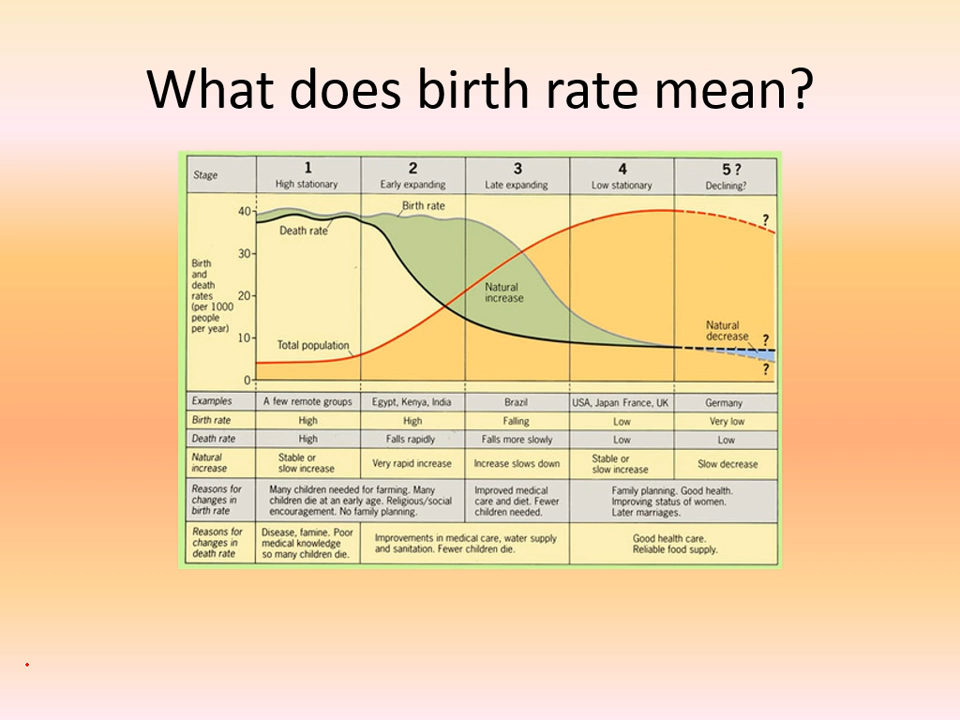 What does birth rate mean?
Stage
1
High stationary
2
Early expanding
3
Late expanding
4
Low stationary
5 ?
Declining?
Birth
and
death
rates
(per 1000
people
per year)
40
30
20
10
0
Birth rate
Death rate
Total population
Natural
increase
Natural
decrease
?
?
?
Examples
A few remote groups
Egypt, Kenya, India
Brazil
USA, Japan France, UK
Germany
Birth rate
High
High
Falling
Low
Very low
Death rate
High
Falls rapidly
Falls more slowly
Low
Low
Natural
increase
Stable or
slow increase
Very rapid increase
Increase slows down
Stable or
slow increase
Slow decrease
Reasons for
changes in
birth rate
Many children needed for farming. Many
children die at an early age. Religious/social
encouragement. No family planning.
Improved medical
care and diet. Fewer
children needed.
Family planning. Good health.
Improving status of women.
Later marriages.
Reasons for
changes in
death rate
Disease, famine. Poor
medical knowledge
so many children die.
Improvements in medical care, water supply
and sanitation. Fewer children die.
Good health care.
Reliable food supply.